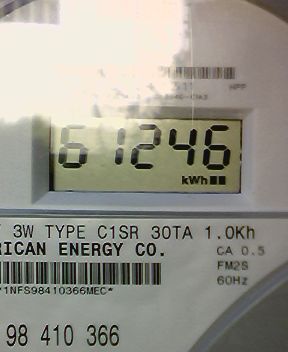 HPP
61246
kWh
3W TYPE C1SR 30TA 1.0Kh
RICAN ENERGY CO.
CA 0.5
FM2S
60Hz
*1NFS98410366MEC*
98 410 366